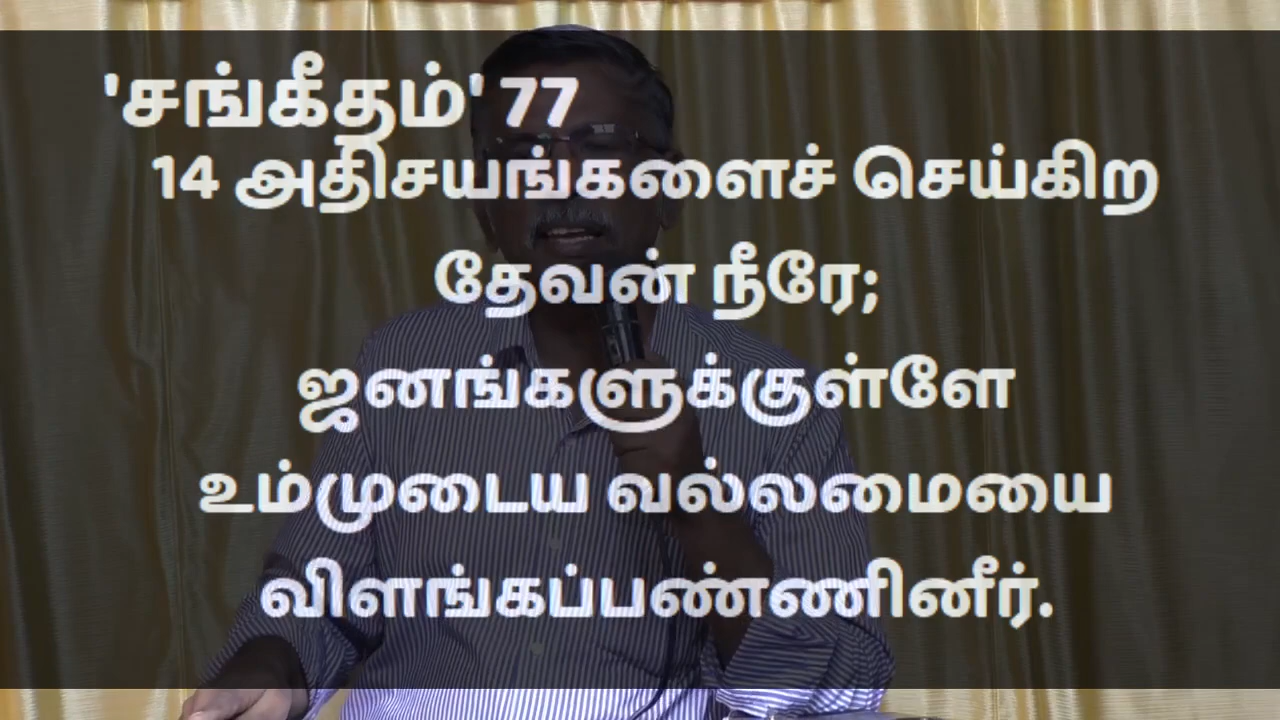 'சங்கீதம்' 77
14 அதிசயங்களைச் செய்கிற
தேவன் நீரே;
ஜனங்களுக்குள்ளே
உம்முடைய வல்லமையை
விளங்கப்பண்ணினீர்.